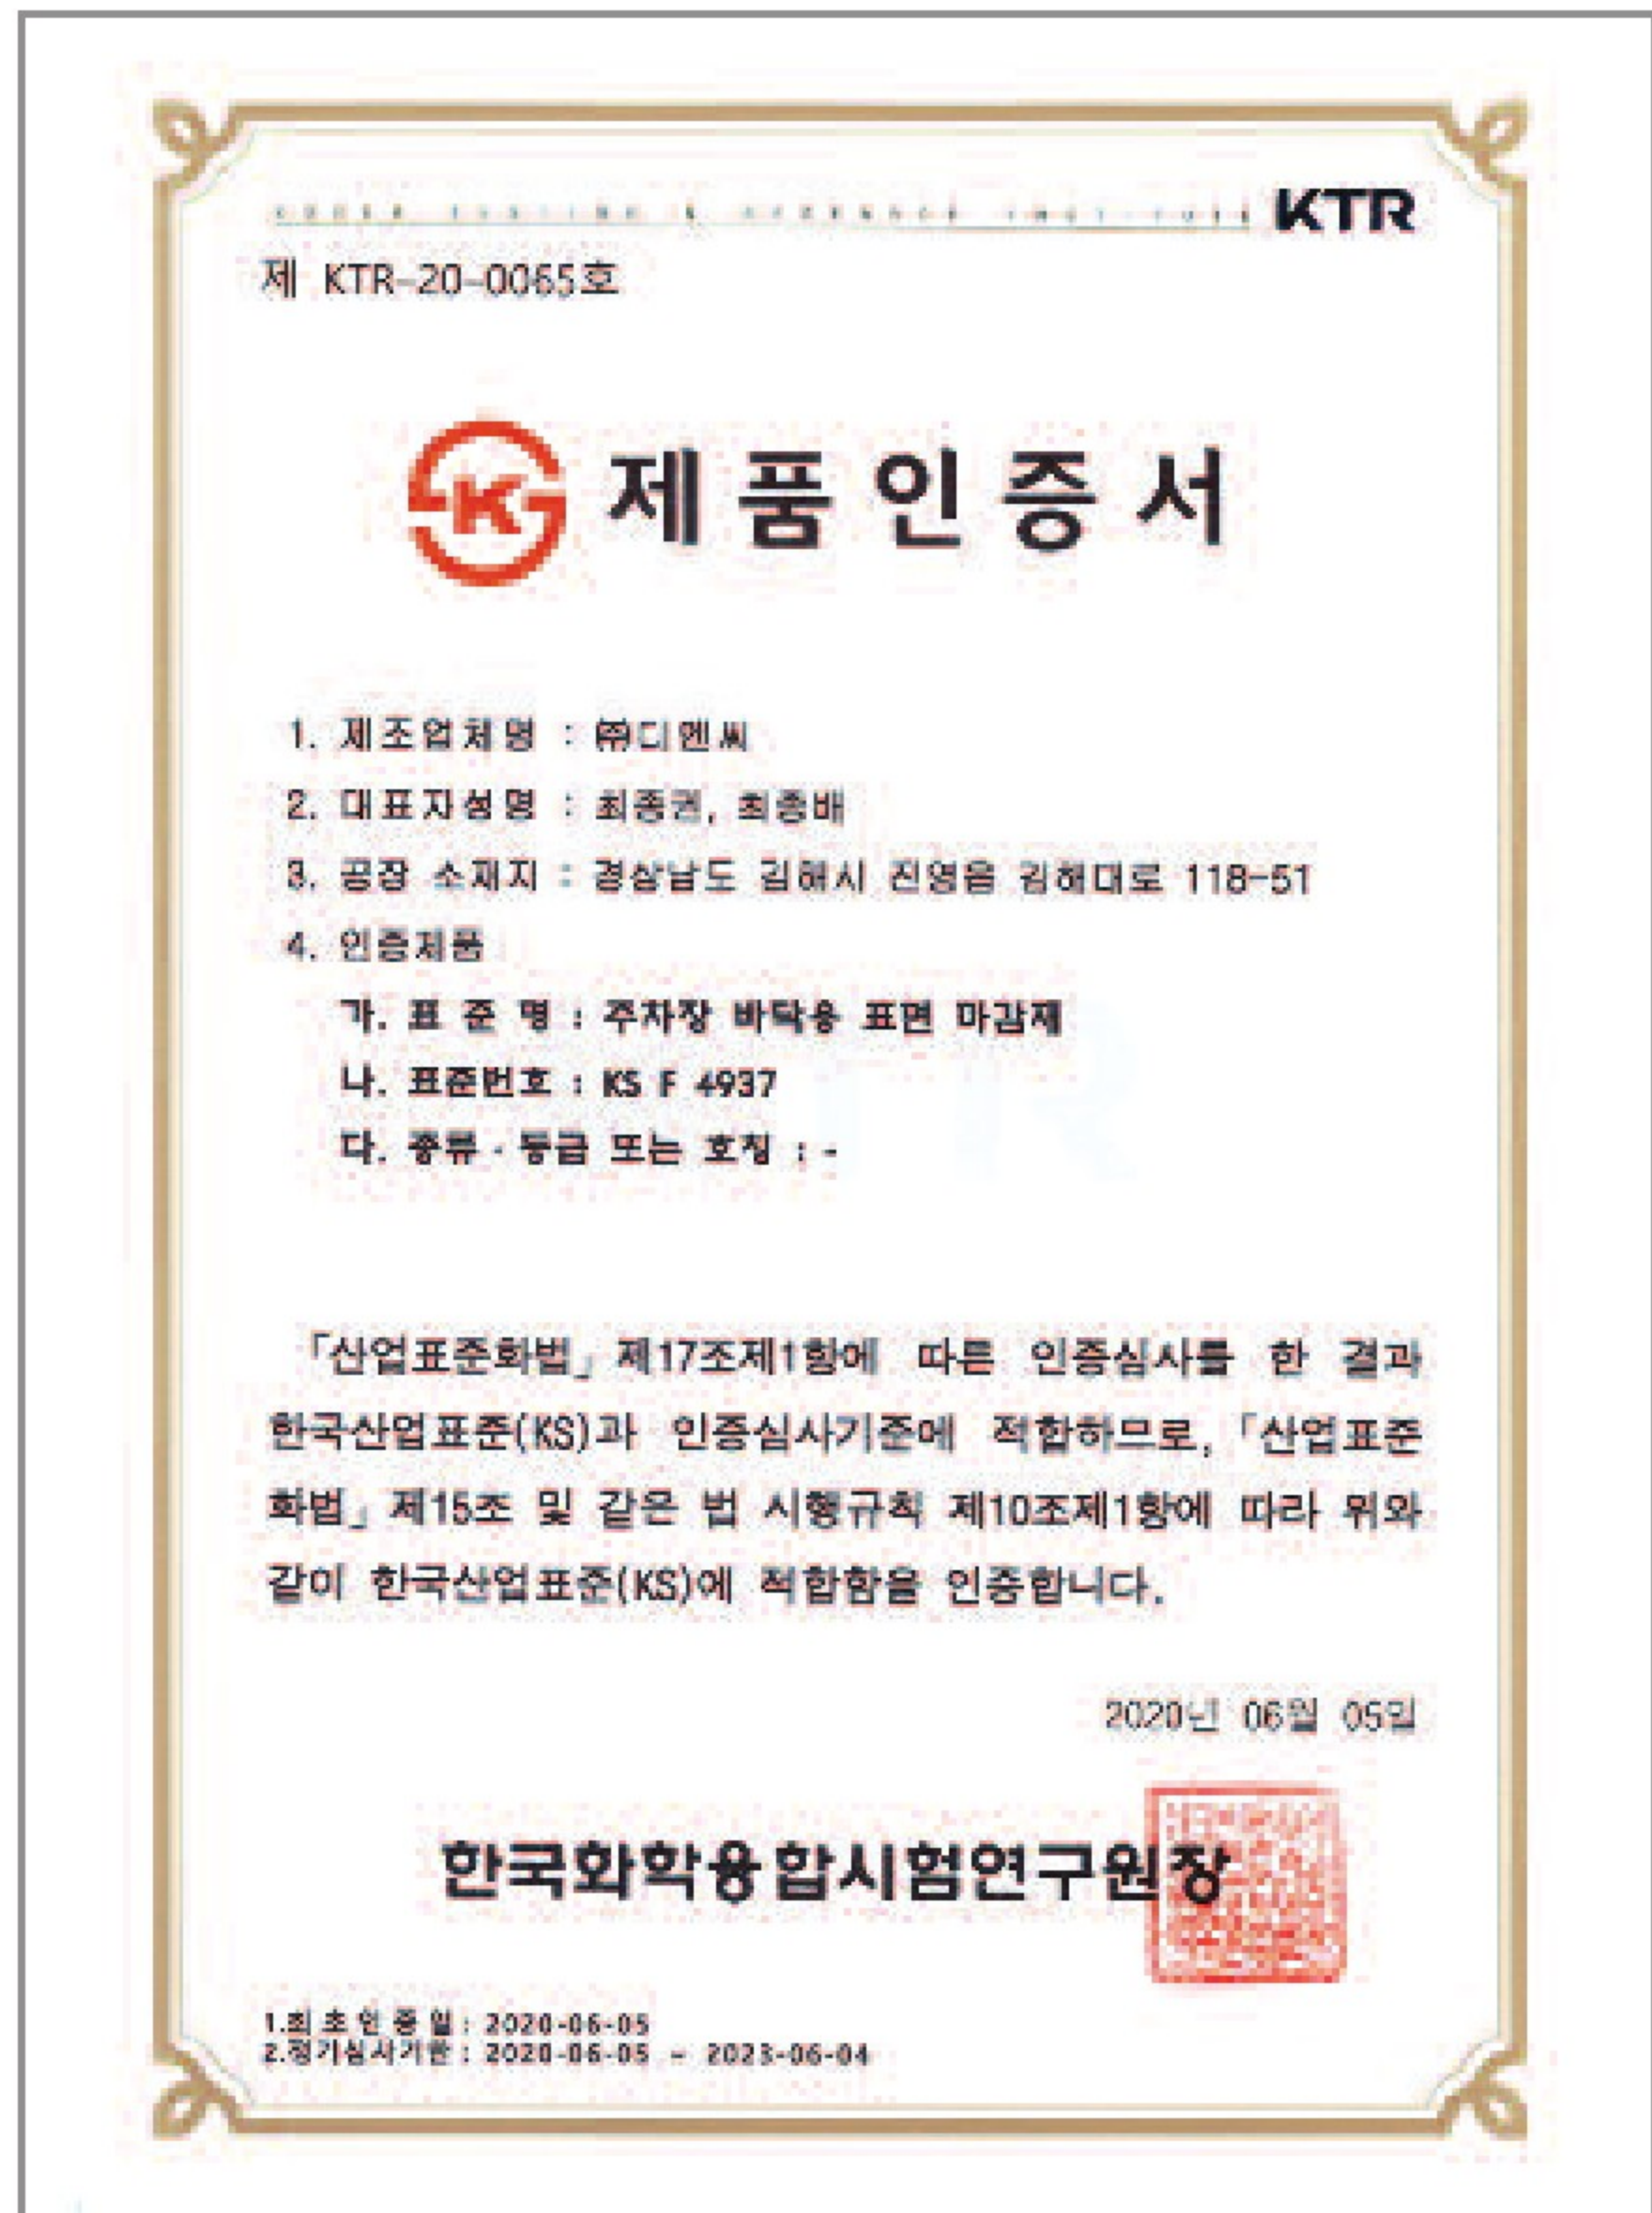 KOREA TESTING & RESEARCH INSTITUTE KTR
제 KTR-20-0065호
제품인증서
1. 제조업체명 : ㈜디엔씨
2. 대표자성명 : 최종권, 최종배
3. 공장 소재지 : 경상남도 김해시 진영읍 김해대로 118-51
4. 인증제품
가. 표 준 명 : 주차장 바닥용 표면 마감재
나. 표준번호 : KS F 4937
다. 종류 · 등급 또는 호칭 : -
「산업표준화법」 제17조제1항에 따른 인증심사를 한 결과
한국산업표준(KS)과 인증심사기준에 적합하므로, 「산업표준
화법」 제15조 및 같은 법 시행규칙 제10조제1항에 따라 위와
같이 한국산업표준(KS)에 적합함을 인증합니다.
2020년 06월 05일
한국화학융합시험연구원장
1.최초인증일 : 2020-06-05
2.정기심사기한 : 2020-06-05 ~ 2023-06-04